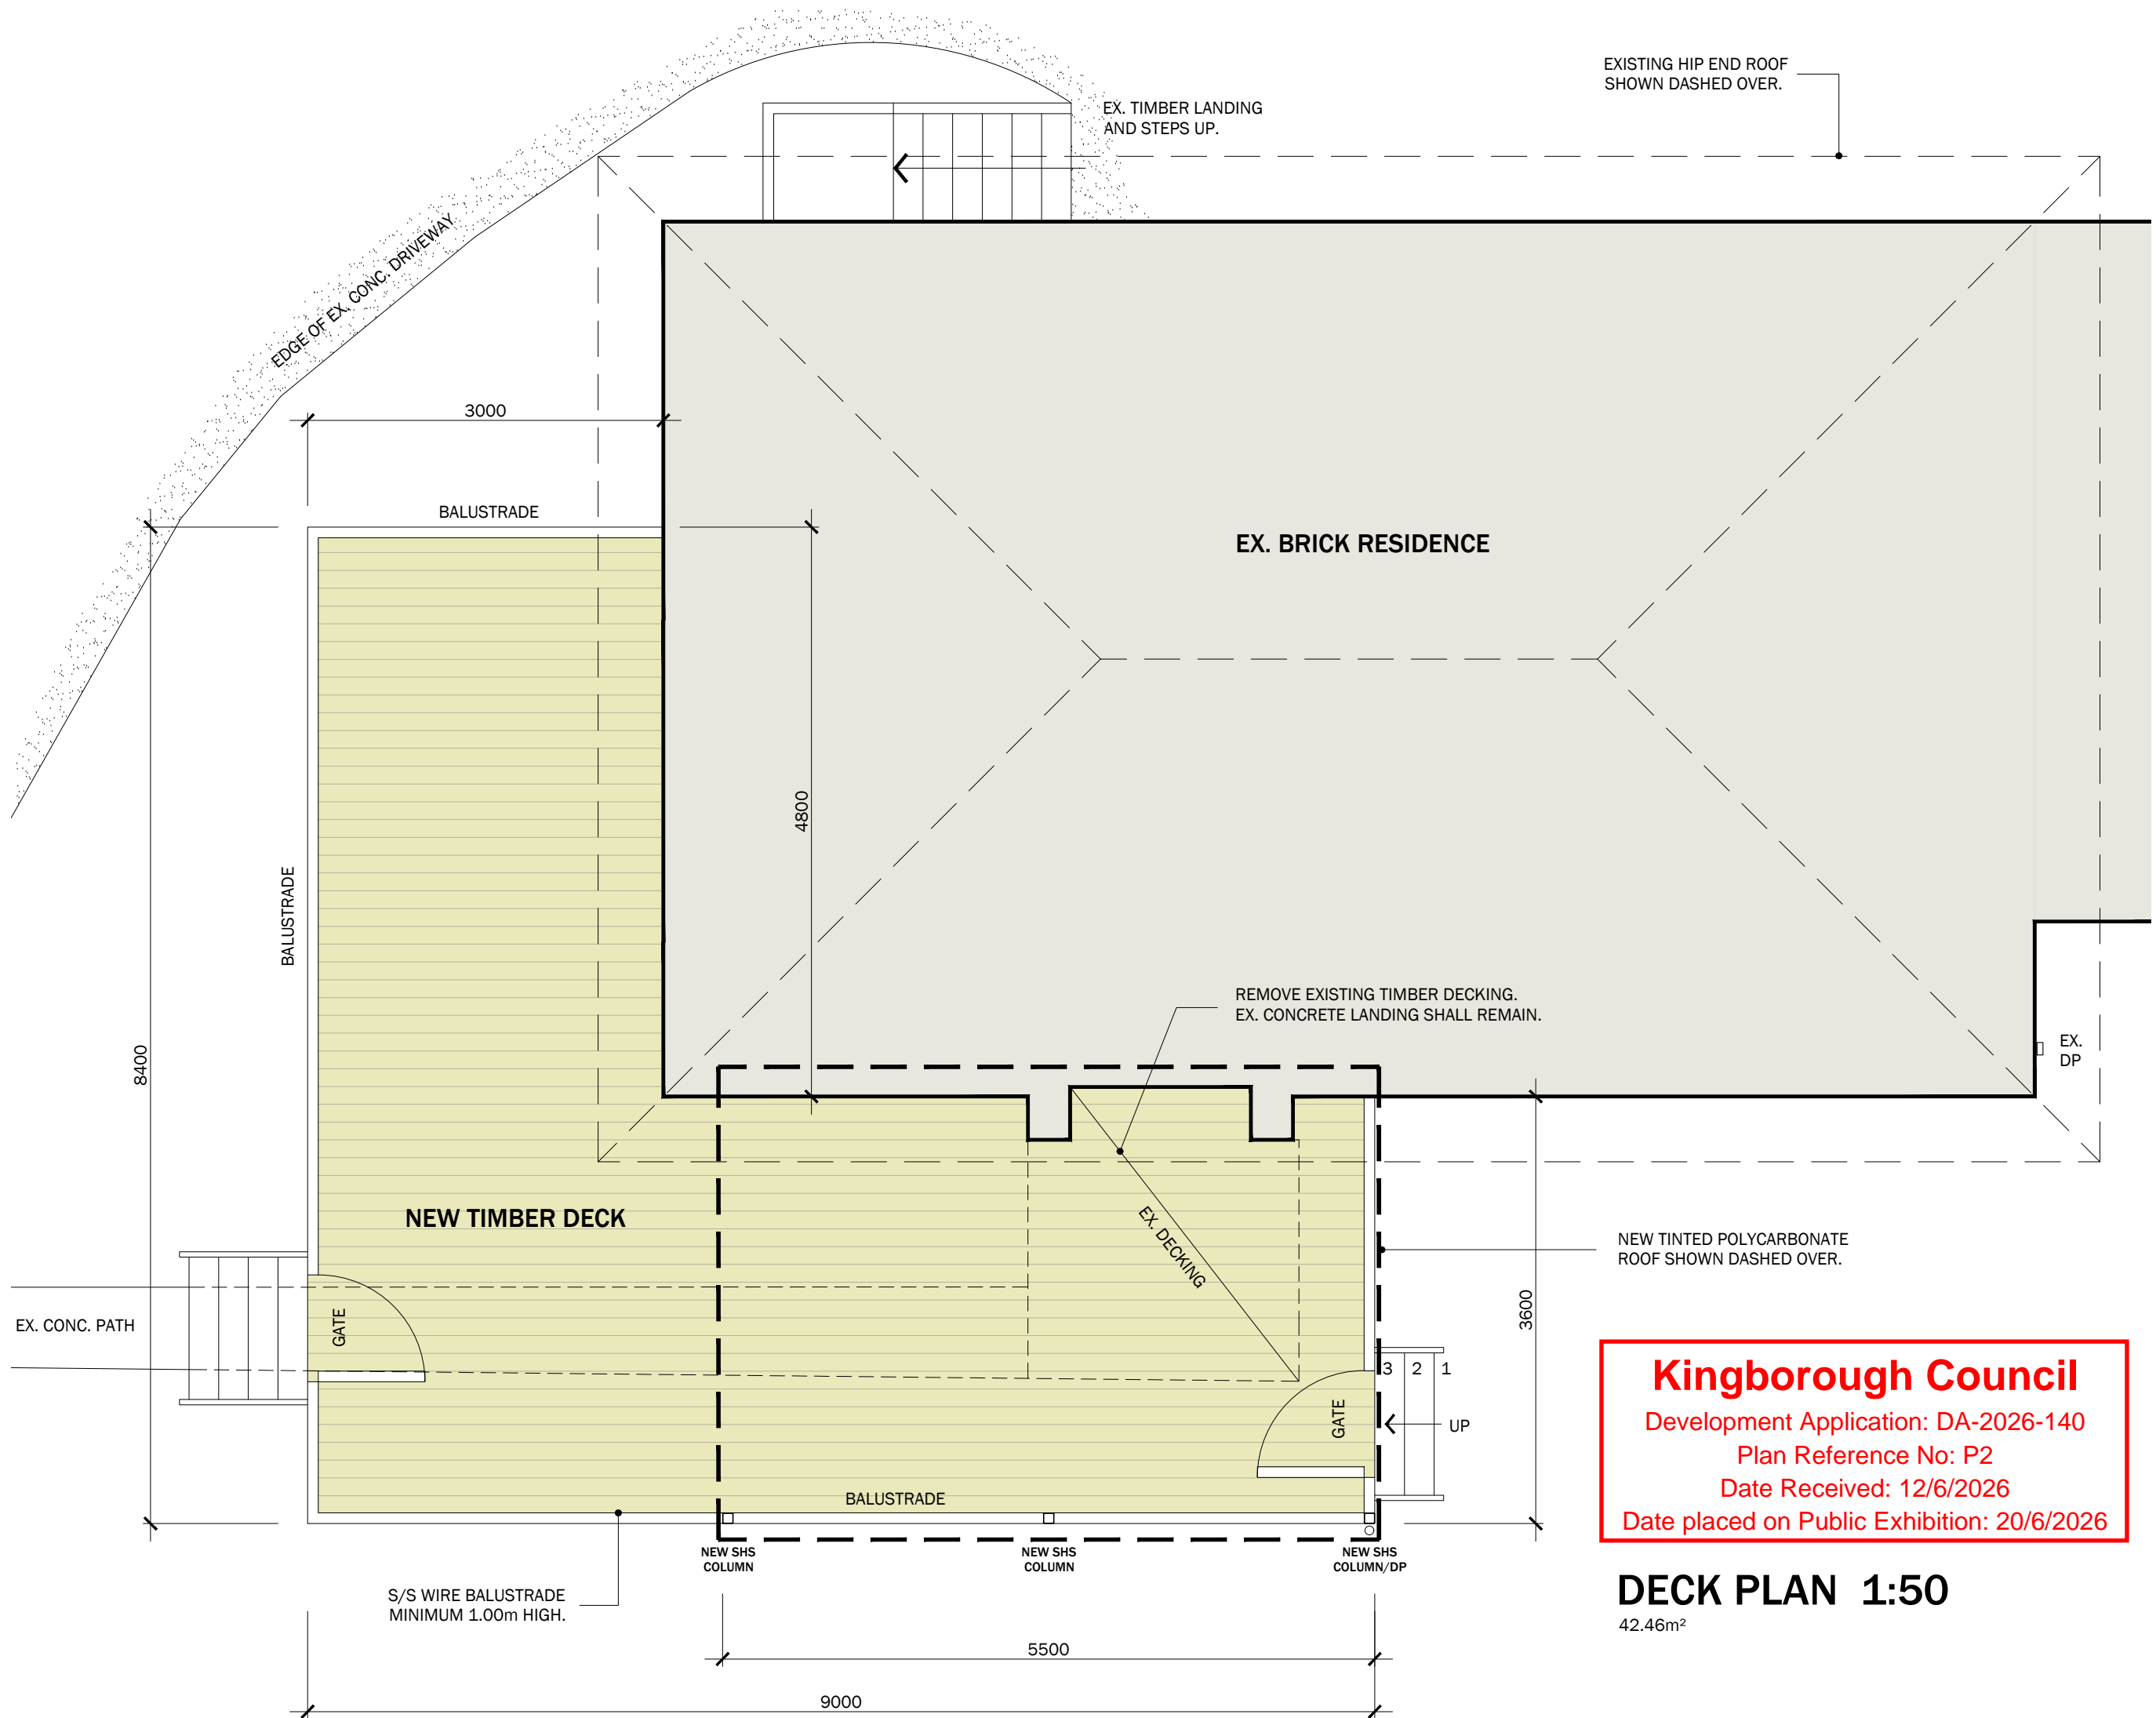 EXISTING HIP END ROOF
SHOWN DASHED OVER.
EX. TIMBER LANDING
AND STEPS UP.
EDGE OF EX. CONC. DRIVEWAY
3000
BALUSTRADE
EX. BRICK RESIDENCE
4800
BALUSTRADE
REMOVE EXISTING TIMBER DECKING.
EX. CONCRETE LANDING SHALL REMAIN.
8400
EX.
DP
NEW TIMBER DECK
EX. DECKING
NEW TINTED POLYCARBONATE
ROOF SHOWN DASHED OVER.
EX. CONC. PATH
GATE
3600
3 2 1
GATE
UP
BALUSTRADE
NEW SHS
COLUMN
NEW SHS
COLUMN
NEW SHS
COLUMN/DP
S/S WIRE BALUSTRADE
MINIMUM 1.00m HIGH.
5500
9000
Kingborough Council
Development Application: DA-2026-140
Plan Reference No: P2
Date Received: 12/6/2026
Date placed on Public Exhibition: 20/6/2026
DECK PLAN 1:50
42.46m²